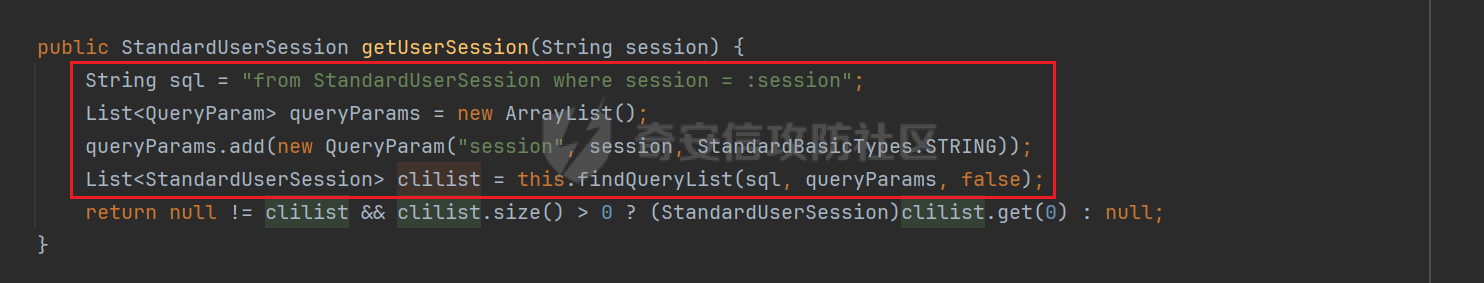 public StandardUserSession getUserSession(String session) {
String sql = "from StandardUserSession where session = :session";
List<QueryParam> queryParams = new ArrayList();
queryParams.add(new QueryParam("session", session, StandardBasicTypes.STRING));
奇安信攻防社区
List<StandardUserSession> clilist = this.findQueryList(sql, queryParams, false);
return null != clilist && clilist.size() > 0 ? (StandardUserSession)clilist.get(0) : null;
}